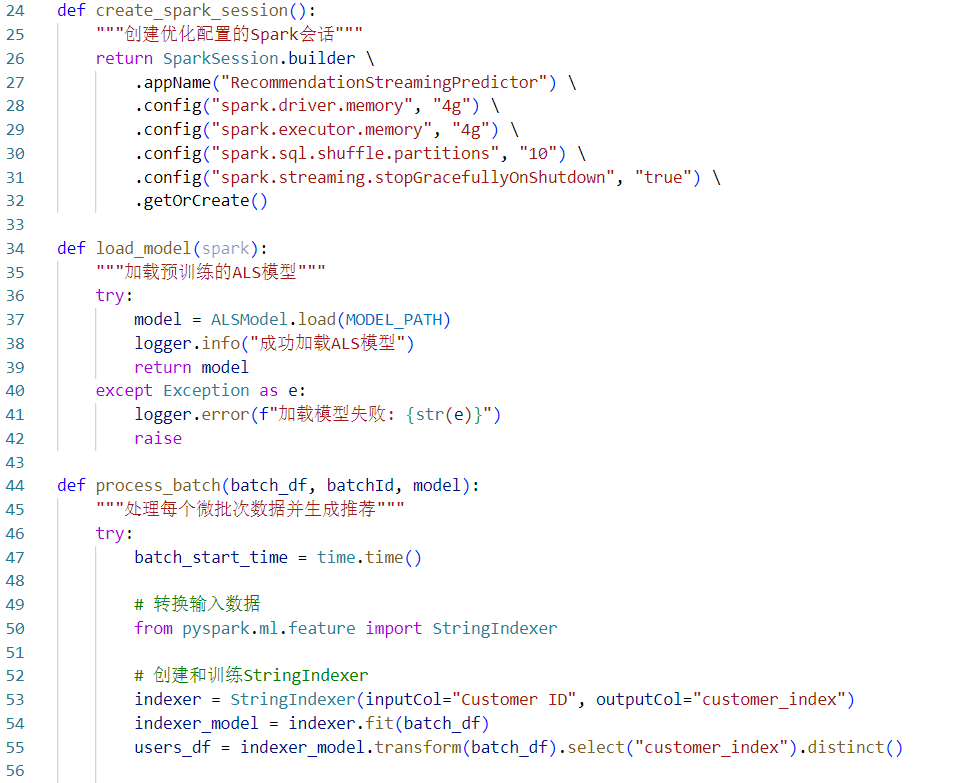 24 def create_spark_session():
25     """创建优化配置的Spark会话"""
26     return SparkSession.builder \
27         .appName("RecommendationStreamingPredictor") \
28         .config("spark.driver.memory", "4g") \
29         .config("spark.executor.memory", "4g") \
30         .config("spark.sql.shuffle.partitions", "10") \
31         .config("spark.streaming.stopGracefullyOnShutdown", "true") \
32         .getOrCreate()
33
34 def load_model(spark):
35     """加载预训练的ALS模型"""
36     try:
37         model = ALSModel.load(MODEL_PATH)
38         logger.info("成功加载ALS模型")
39         return model
40     except Exception as e:
41         logger.error(f"加载模型失败: {str(e)}")
42         raise
43
44 def process_batch(batch_df, batchId, model):
45     """处理每个微批次数据并生成推荐"""
46     try:
47         batch_start_time = time.time()
48
49         # 转换输入数据
50         from pyspark.ml.feature import StringIndexer
51
52         # 创建和训练StringIndexer
53         indexer = StringIndexer(inputCol="Customer ID", outputCol="customer_index")
54         indexer_model = indexer.fit(batch_df)
55         users_df = indexer_model.transform(batch_df).select("customer_index").distinct()
56